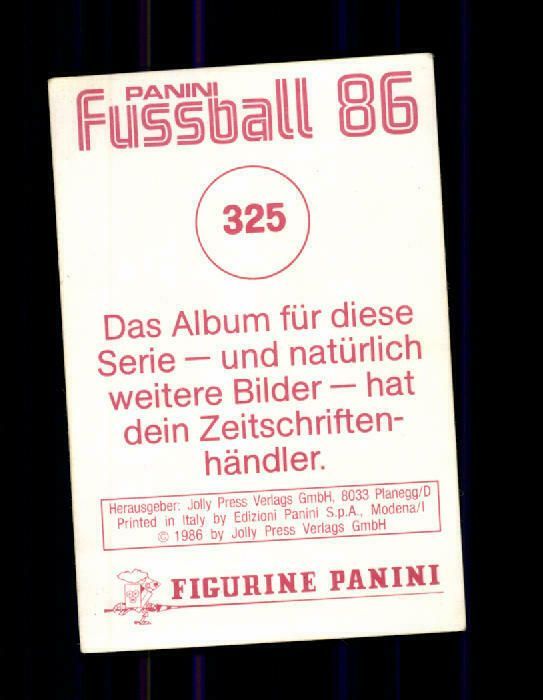 PANINI
Fussball 86
325
Das Album für diese
Serie — und natürlich
weitere Bilder — hat
dein Zeitschriften-
händler.
Herausgeber: Jolly Press Verlags GmbH, 8033 Planegg/D
Printed in Italy by Edizioni Panini S.p.A., Modena/I
© 1986 by Jolly Press Verlags GmbH
FIGURINE PANINI